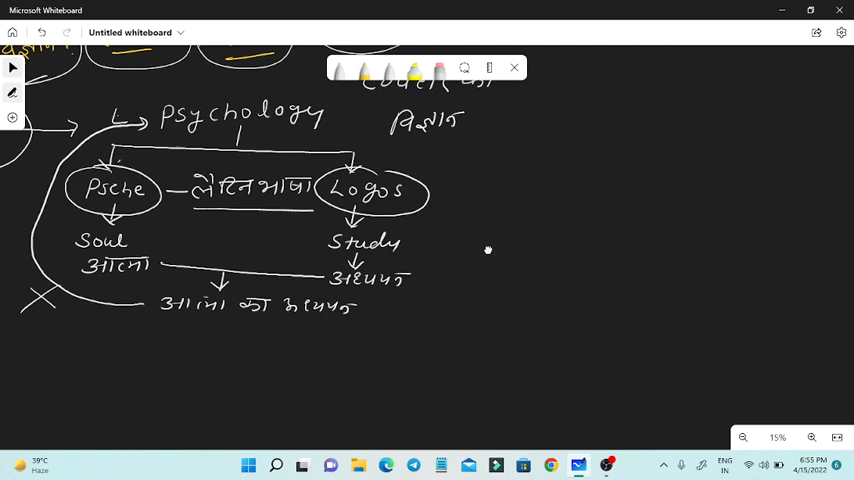 Microsoft Whiteboard
Untitled whiteboard
का
Psychology
विज्ञान
Psche
लैटिन भाषा
Logos
Soul
Study
आत्मा
अध्ययन
आत्मा का अध्ययन
15%
39°C
Haze
ENG
IN
6:55 PM
4/15/2022
6